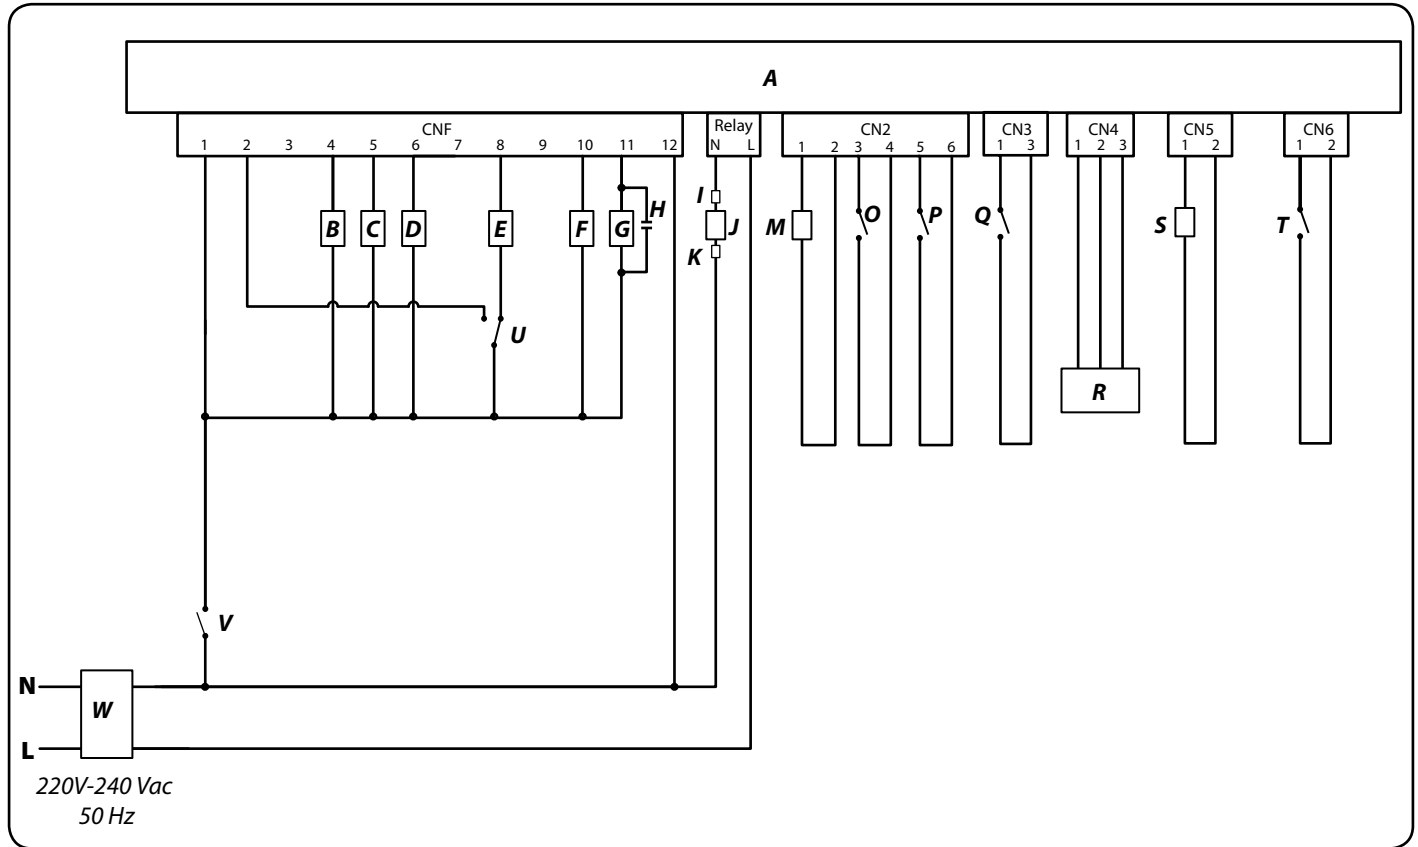 A
CNF Relay CN2 CN3 CN4 CN5 CN6
1 2 3 4 5 6 7 8 9 10 11 12 N L 1 2 3 4 5 6 1 3 1 2 3 1 2 1 2
B C D E F G H I J K M O P Q S T
U
R
V
N
W
L
220V-240 Vac
50 Hz